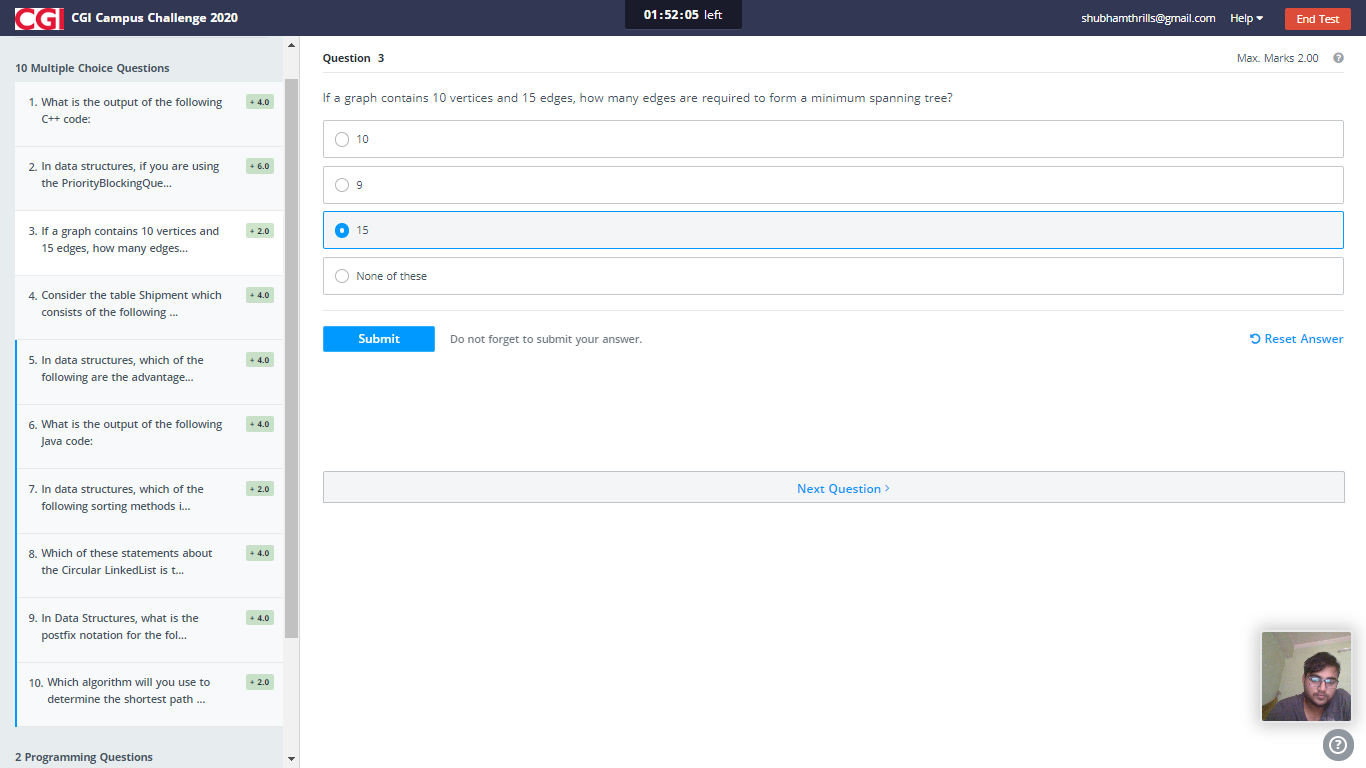 CGI CGI Campus Challenge 2020
01:52:05 left
shubhamthrills@gmail.com Help End Test
10 Multiple Choice Questions
1. What is the output of the following + 4.0
C++ code:
2. In data structures, if you are using + 6.0
the PriorityBlockingQue...
3. If a graph contains 10 vertices and + 2.0
15 edges, how many edges...
4. Consider the table Shipment which + 4.0
consists of the following ...
5. In data structures, which of the + 4.0
following are the advantage...
6. What is the output of the following + 4.0
Java code:
7. In data structures, which of the + 2.0
following sorting methods i...
8. Which of these statements about + 4.0
the Circular LinkedList is t...
9. In Data Structures, what is the + 4.0
postfix notation for the fol...
10. Which algorithm will you use to + 2.0
determine the shortest path ...
2 Programming Questions
Question 3 Max. Marks 2.00 ?
If a graph contains 10 vertices and 15 edges, how many edges are required to form a minimum spanning tree?
10
9
15
None of these
Submit Do not forget to submit your answer. Reset Answer
Next Question >
?